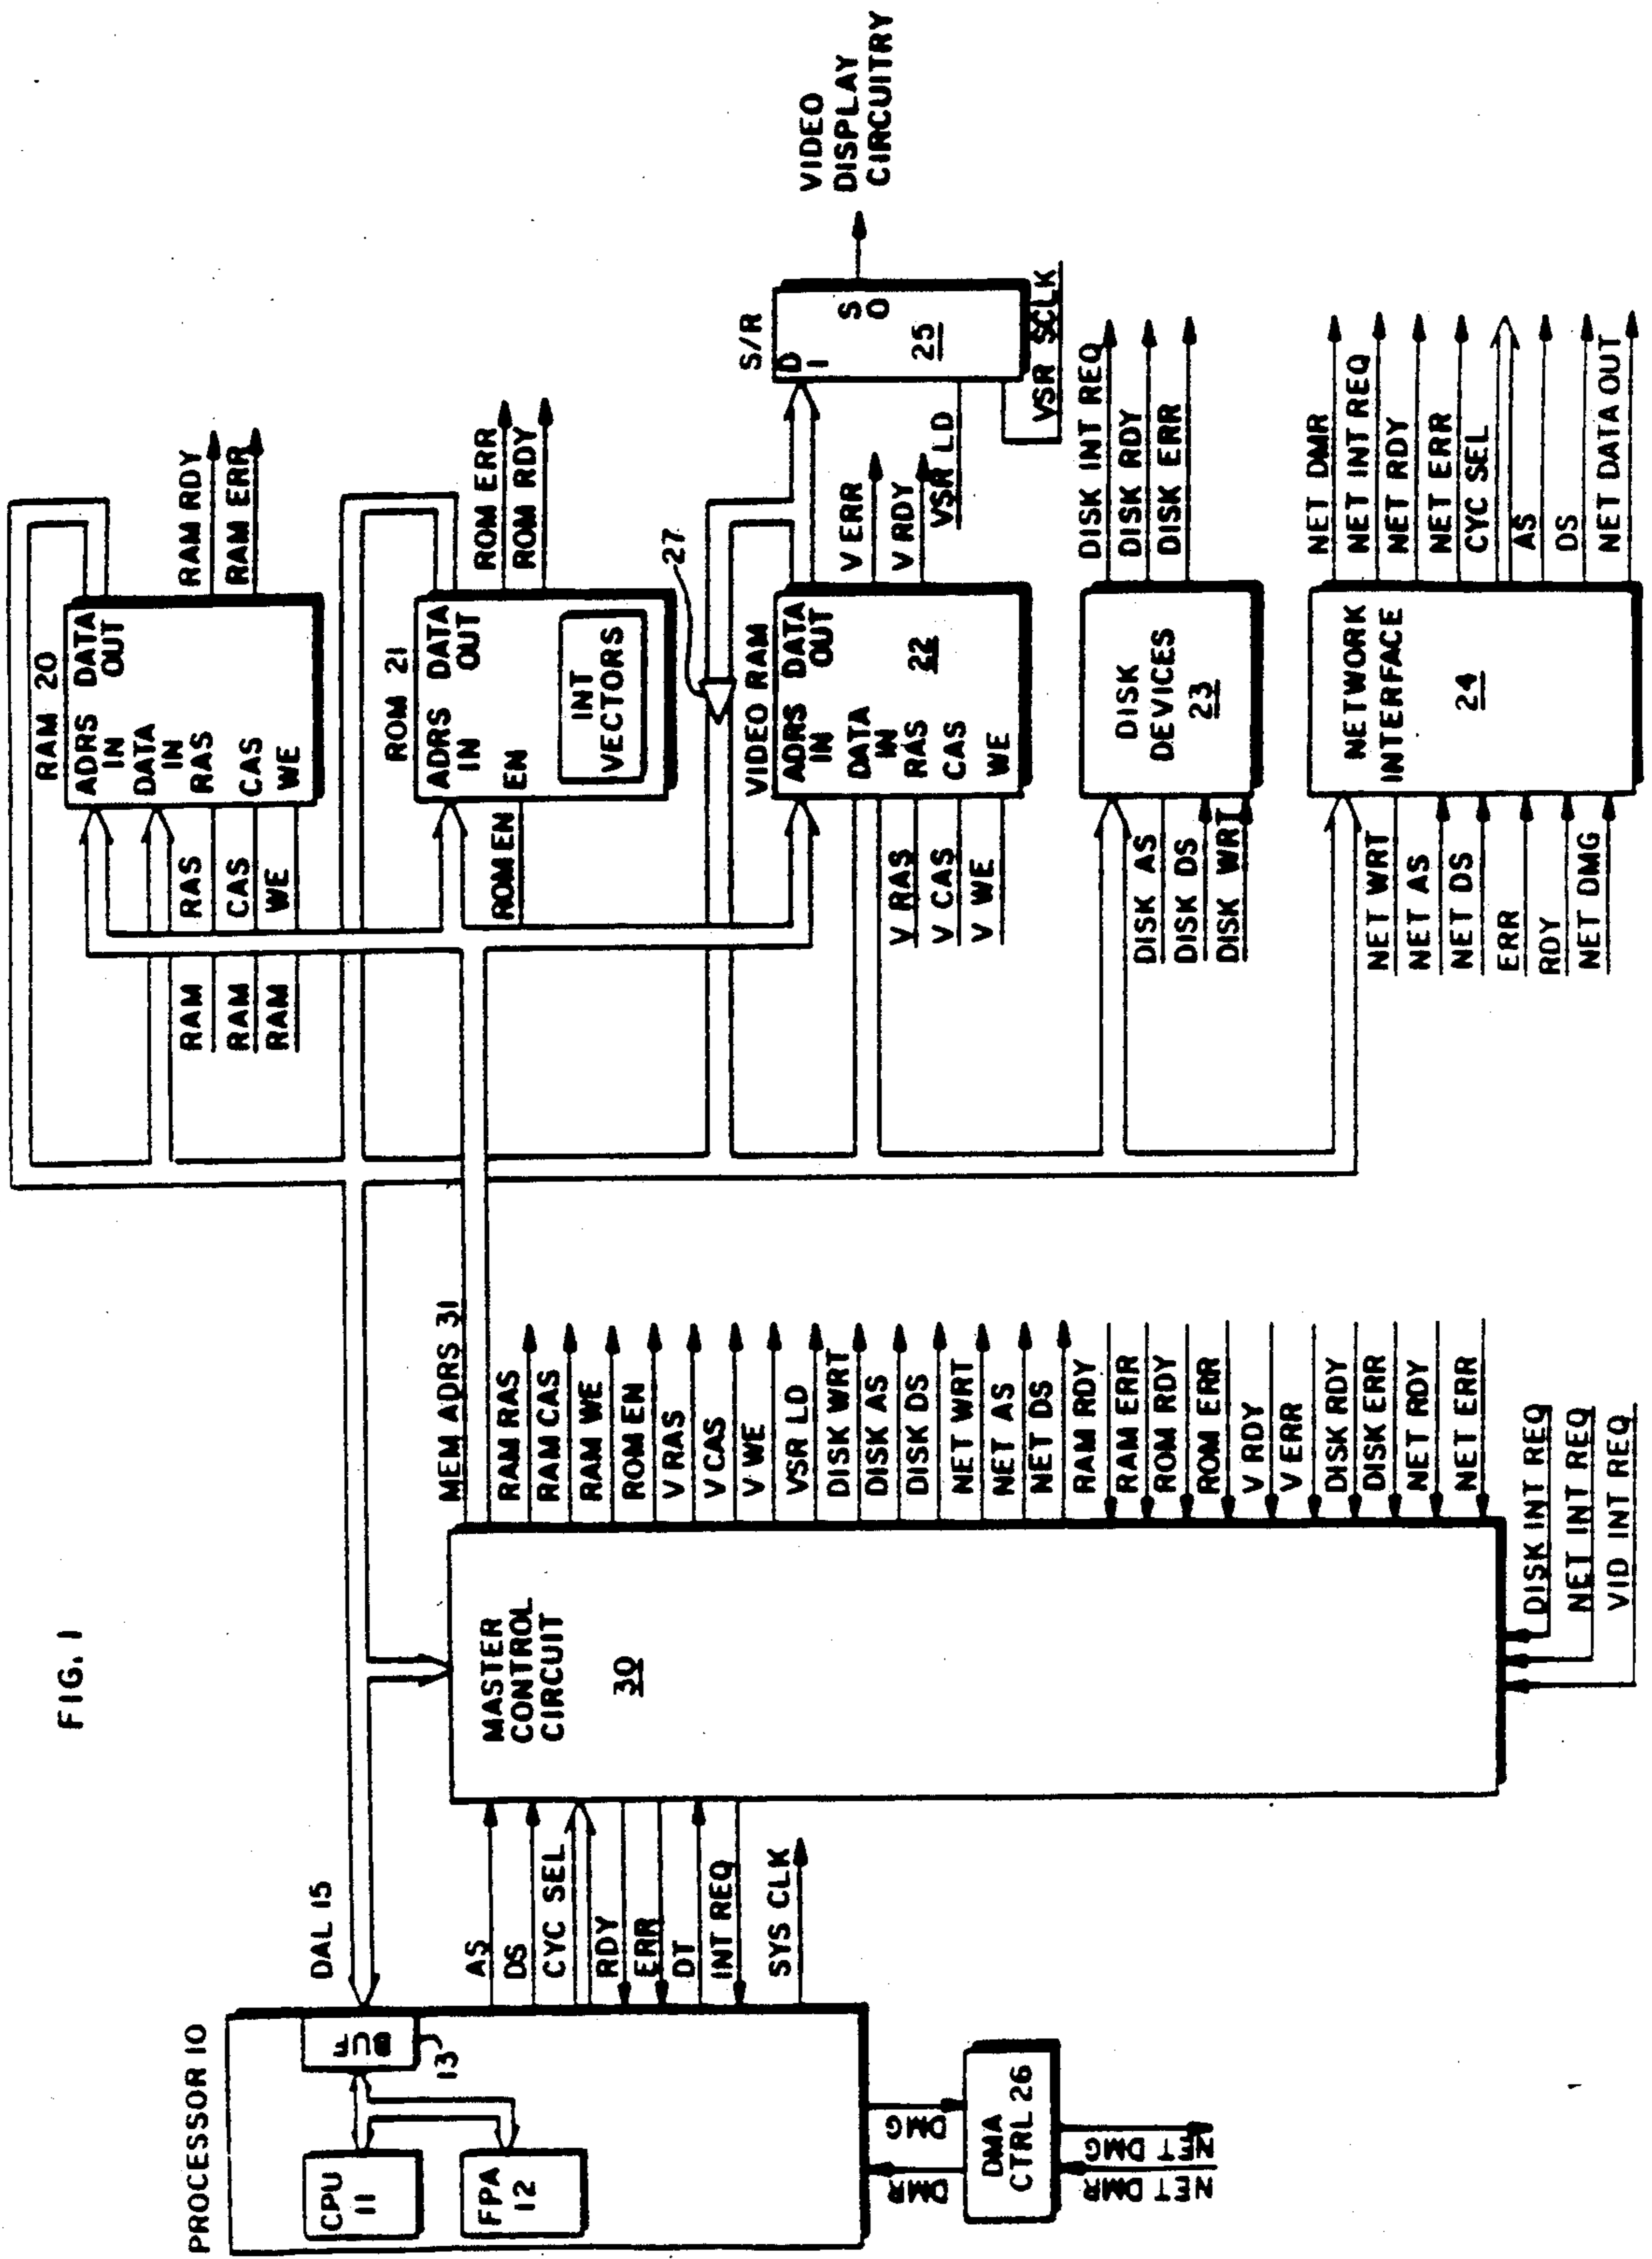 FIG. 1
PROCESSOR 10
CPU
11
FPA
12
BUF
13
DAL 15
AS
DS
CYC SEL
RDY
ERR
DT
INT REQ
SYS CLK
DMR
DMG
DMA
CTRL 26
NET DMR
NET DMG
MASTER
CONTROL
CIRCUIT
30
MEM ADRS 31
RAM RAS
RAM CAS
RAM WE
ROM EN
V RAS
V CAS
V WE
VSR LD
DISK WRT
DISK AS
DISK DS
NET WRT
NET AS
NET DS
RAM RDY
RAM ERR
ROM RDY
ROM ERR
V RDY
V ERR
DISK RDY
DISK ERR
NET RDY
NET ERR
DISK INT REQ
NET INT REQ
VID INT REQ
RAM 20
ADRS
IN
DATA
IN
RAS
CAS
WE
DATA
OUT
RAM RAS
RAM CAS
RAM WE
RAM RDY
RAM ERR
ROM 21
ADRS
IN
EN
DATA
OUT
INT
VECTORS
ROM EN
ROM ERR
ROM RDY
27
VIDEO RAM
ADRS
IN
DATA
IN
RAS
CAS
WE
DATA
OUT
22
V RAS
V CAS
V WE
V ERR
V RDY
VSR LD
VSR SCLK
S/R
D
I
S
O
25
VIDEO
DISPLAY
CIRCUITRY
DISK
DEVICES
23
DISK AS
DISK DS
DISK WRT
DISK INT REQ
DISK RDY
DISK ERR
NETWORK
INTERFACE
24
NET WRT
NET AS
NET DS
ERR
RDY
NET DMG
NET DMR
NET INT REQ
NET RDY
NET ERR
CYC SEL
AS
DS
NET DATA OUT